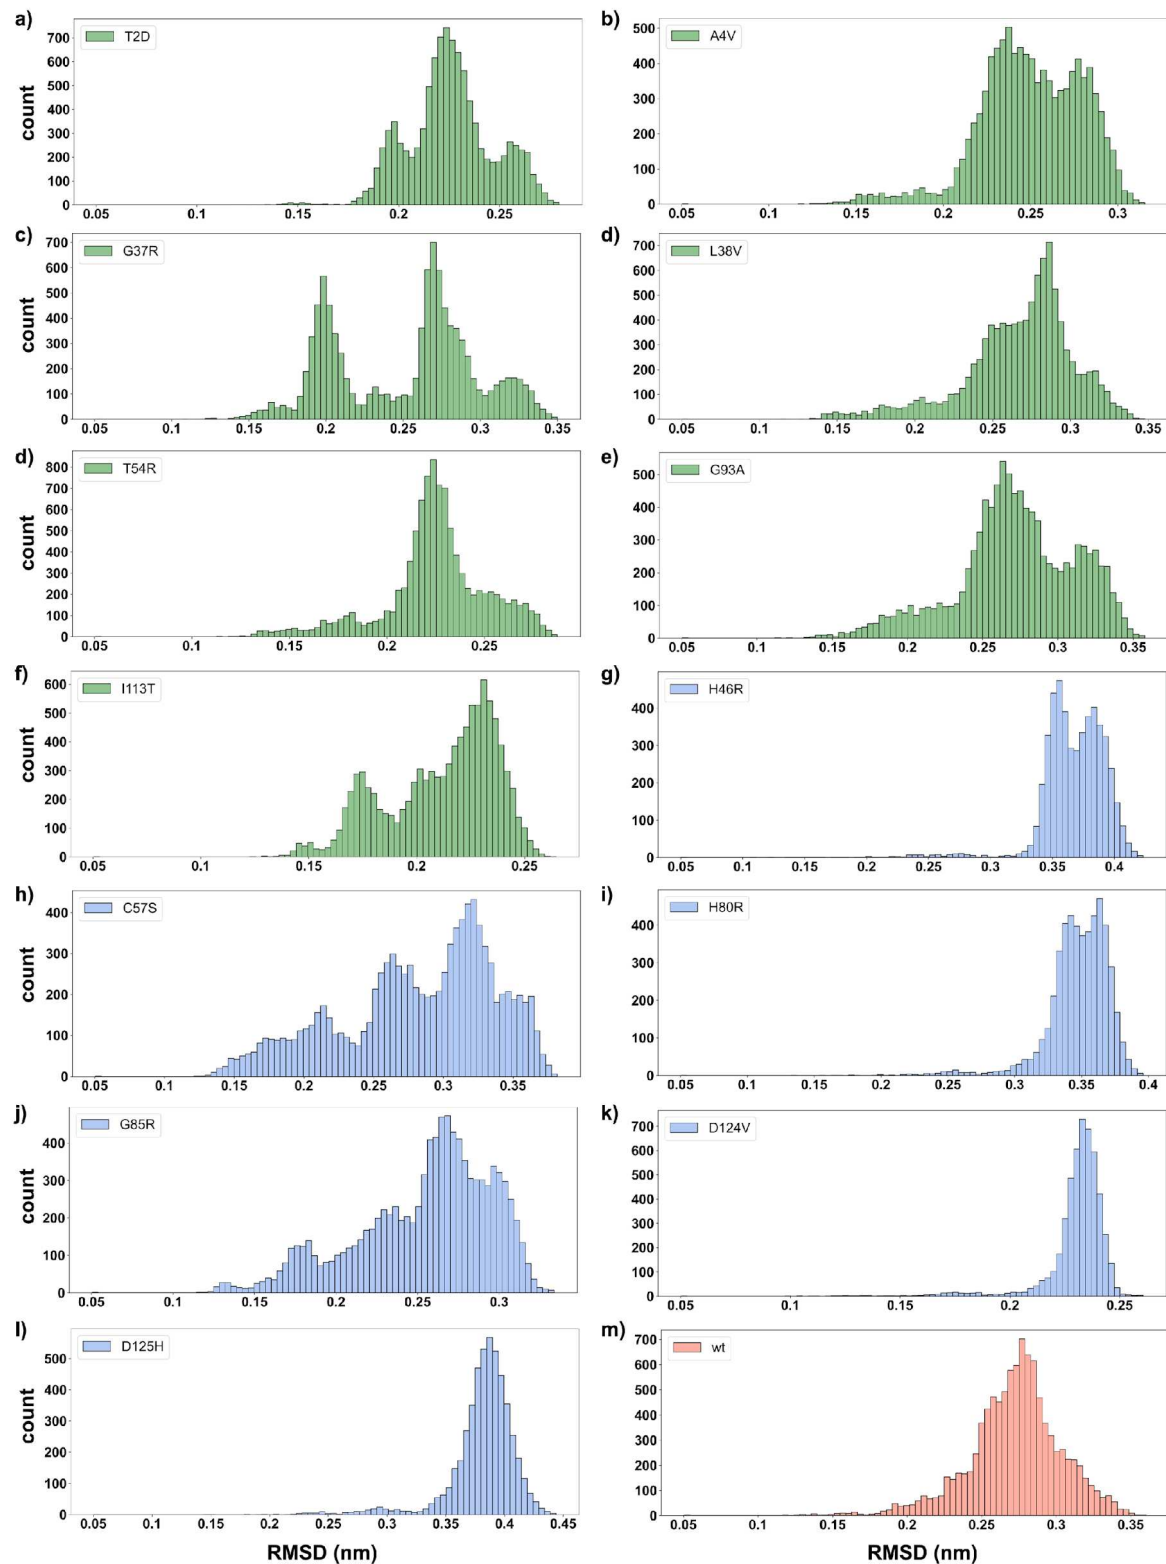 a)
T2D
count
700
600
500
400
300
200
100
0
0.05 0.1 0.15 0.2 0.25
b)
A4V
500
400
300
200
100
0
0.05 0.1 0.15 0.2 0.25 0.3
c)
G37R
count
700
600
500
400
300
200
100
0
0.05 0.1 0.15 0.2 0.25 0.3 0.35
d)
L38V
700
600
500
400
300
200
100
0
0.05 0.1 0.15 0.2 0.25 0.3 0.35
d)
T54R
count
800
700
600
500
400
300
200
100
0
0.05 0.1 0.15 0.2 0.25
e)
G93A
500
400
300
200
100
0
0.05 0.1 0.15 0.2 0.25 0.3 0.35
f)
I113T
count
600
500
400
300
200
100
0
0.05 0.1 0.15 0.2 0.25
g)
H46R
400
300
200
100
0
0.05 0.1 0.15 0.2 0.25 0.3 0.35 0.4
h)
C57S
count
400
300
200
100
0
0.05 0.1 0.15 0.2 0.25 0.3 0.35
i)
H80R
400
300
200
100
0
0.05 0.1 0.15 0.2 0.25 0.3 0.35 0.4
j)
G85R
count
400
300
200
100
0
0.05 0.1 0.15 0.2 0.25 0.3
k)
D124V
700
600
500
400
300
200
100
0
0.05 0.1 0.15 0.2 0.25
l)
D125H
count
500
400
300
200
100
0
0.05 0.1 0.15 0.2 0.25 0.3 0.35 0.4 0.45
RMSD (nm)
m)
wt
700
600
500
400
300
200
100
0
0.05 0.1 0.15 0.2 0.25 0.3 0.35
RMSD (nm)